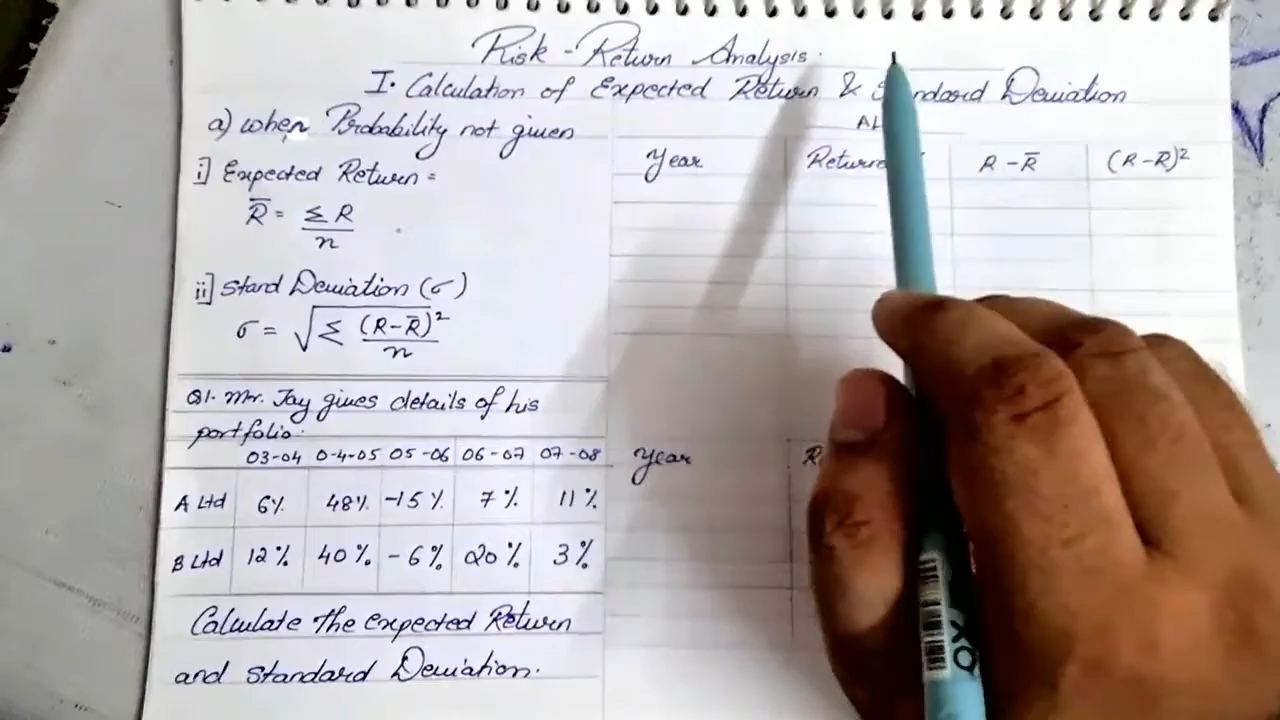 Risk - Return Analysis
I. Calculation of Expected Return & Standard Deviation
a) when Probability not given
i] Expected Return =
R̅ = Σ R
n
ii] Stard Deviation (σ)
σ = √ Σ (R-R̅)²
n
Q1. Mr. Jay gives details of his
portfolio.
03-04 0-4-05 05-06 06-07 07-08
A Ltd 6% 48% -15% 7% 11%
B Ltd 12% 40% -6% 20% 3%
Calculate the expected Return
and standard Deviation.
Year R - R̅ (R-R̅)²
Year